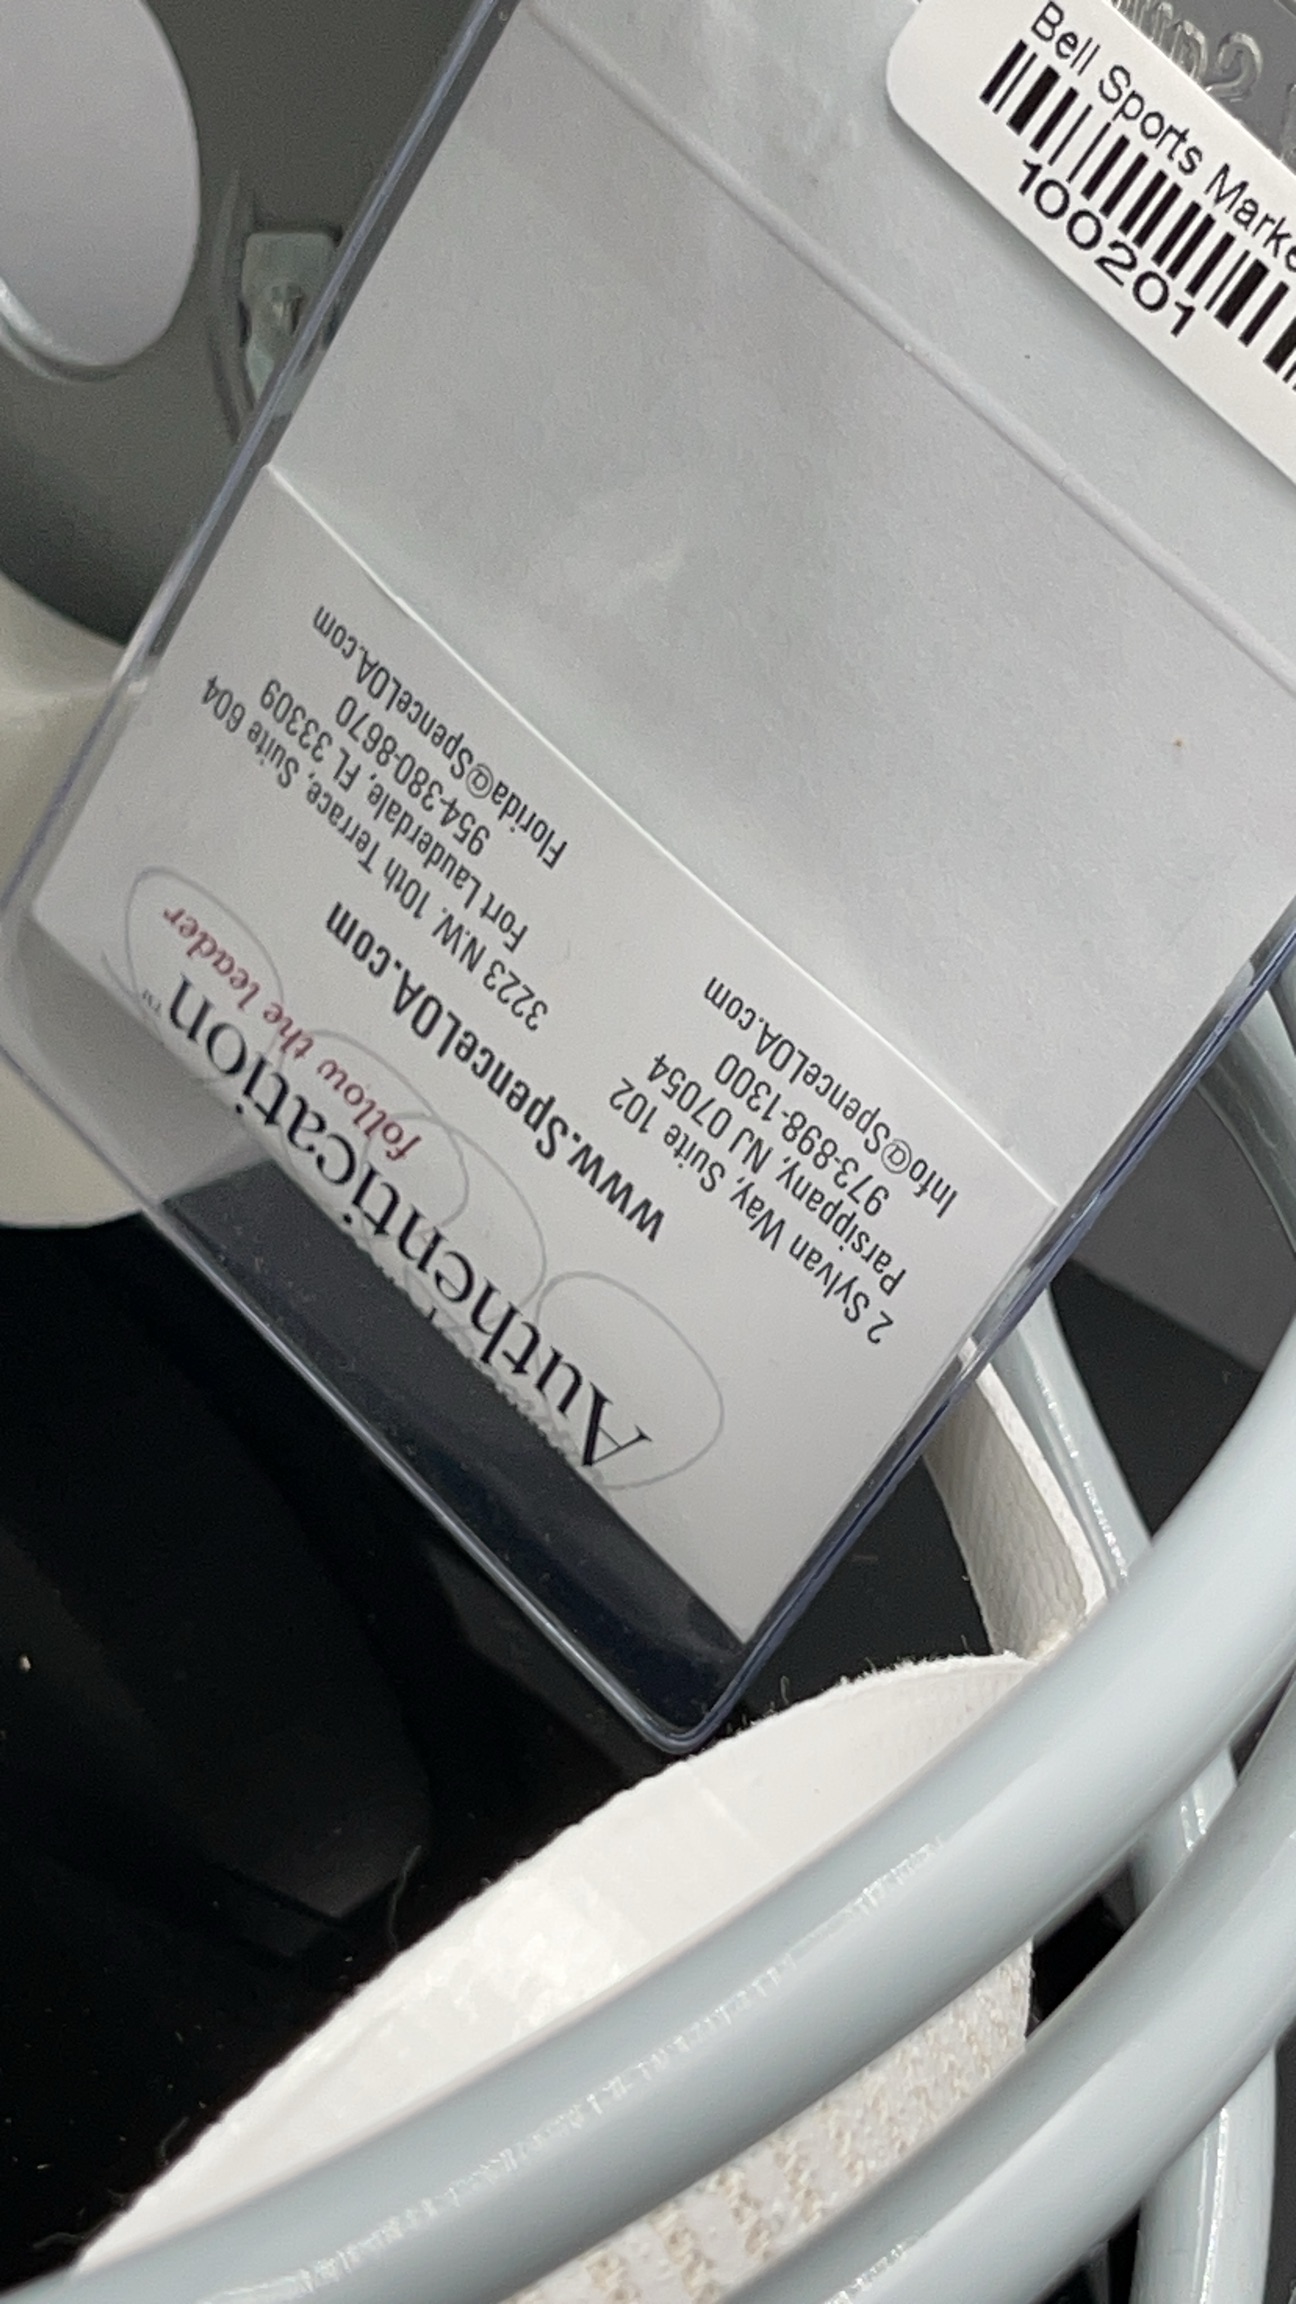 Bell Sports Marke
100201
Authentication™
follow the leader
www.SpenceLOA.com
2 Sylvan Way, Suite 102
Parsippany, NJ 07054
973-898-1300
Info@SpenceLOA.com
3223 N.W. 10th Terrace, Suite 604
Fort Lauderdale, FL 33309
954-380-8670
Florida@SpenceLOA.com